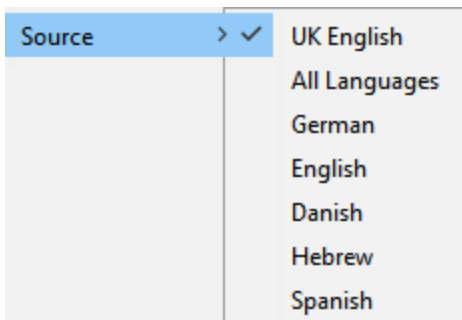 Source UK English
All Languages
German
English
Danish
Hebrew
Spanish